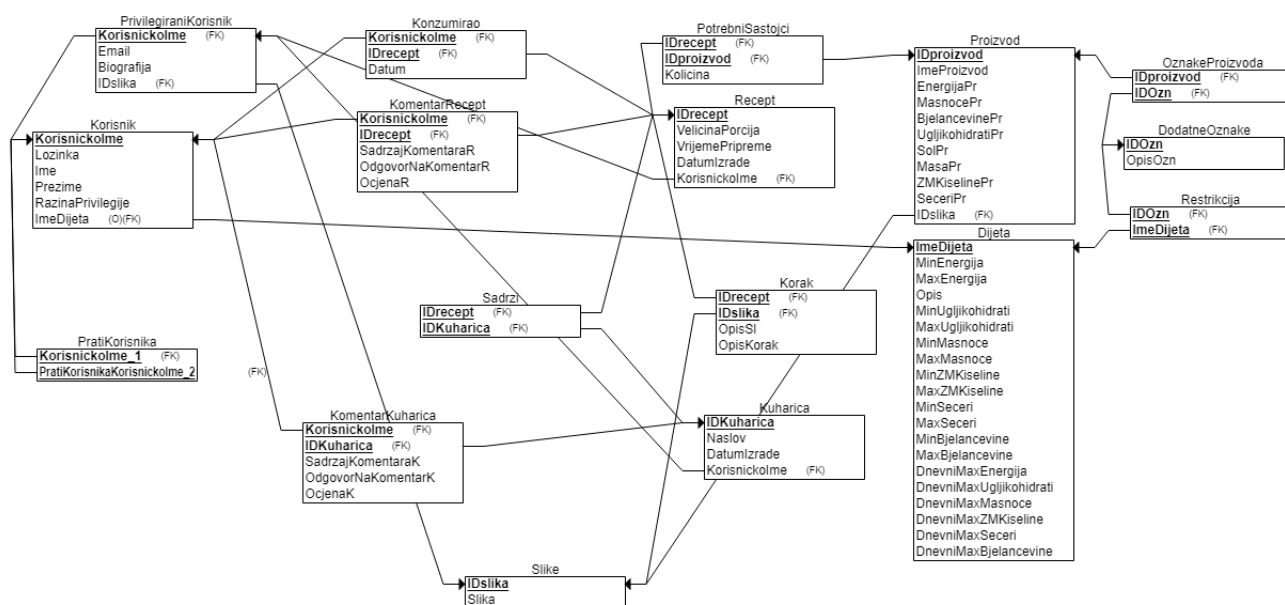 PrivilegiraniKorisnik
KorisnickoIme (FK)
Email
Biografija
IDslika (FK)
Konzumirao
KorisnickoIme (FK)
IDrecept (FK)
Datum
PotrebniSastojci
IDrecept (FK)
IDproizvod (FK)
Kolicina
Proizvod
IDproizvod
ImeProizvod
EnergijaPr
MasnocePr
BjelancevinePr
UgljikohidratiPr
SolPr
MasaPr
ZMKiselinePr
SeceriPr
IDslika (FK)
OznakeProizvoda
IDproizvod (FK)
IDOzn (FK)
Korisnik
KorisnickoIme
Lozinka
Ime
Prezime
RazinaPrivilegije
ImeDijeta (O)(FK)
KomentarRecept
KorisnickoIme (FK)
IDrecept (FK)
SadrzajKomentaraR
OdgovorNaKomentarR
OcjenaR
Recept
IDrecept
VelicinaPorcija
VrijemePripreme
DatumIzrade
KorisnickoIme (FK)
DodatneOznake
IDOzn
OpisOzn
Restrikcija
IDOzn (FK)
ImeDijeta (FK)
Dijeta
ImeDijeta
MinEnergija
MaxEnergija
Opis
MinUgljikohidrati
MaxUgljikohidrati
MinMasnoce
MaxMasnoce
MinZMKiseline
MaxZMKiseline
MinSeceri
MaxSeceri
MinBjelancevine
MaxBjelancevine
DnevniMaxEnergija
DnevniMaxUgljikohidrati
DnevniMaxMasnoce
DnevniMaxZMKiseline
DnevniMaxSeceri
DnevniMaxBjelancevine
Sadrzi
IDrecept (FK)
IDKuharica (FK)
Korak
IDrecept (FK)
IDslika (FK)
OpisSl
OpisKorak
PratiKorisnika
KorisnickoIme_1 (FK)
PratiKorisnikaKorisnickoIme_2 (FK)
KomentarKuharica
KorisnickoIme (FK)
IDKuharica (FK)
SadrzajKomentaraK
OdgovorNaKomentarK
OcjenaK
Kuharica
IDKuharica
Naslov
DatumIzrade
KorisnickoIme (FK)
Slike
IDslika
Slika